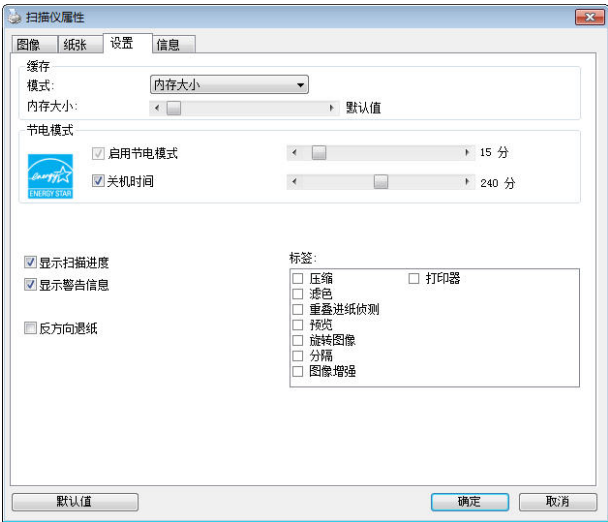 扫描仪属性
图像 纸张 设置 信息
缓存
模式: 内存大小
内存大小: 默认值
节电模式
启用节电模式 15 分
关机时间 240 分
energy
ENERGY STAR
显示扫描进度
显示警告信息
反方向退纸
标签:
压缩 打印器
滤色
重叠进纸侦测
预览
旋转图像
分隔
图像增强
默认值 确定 取消